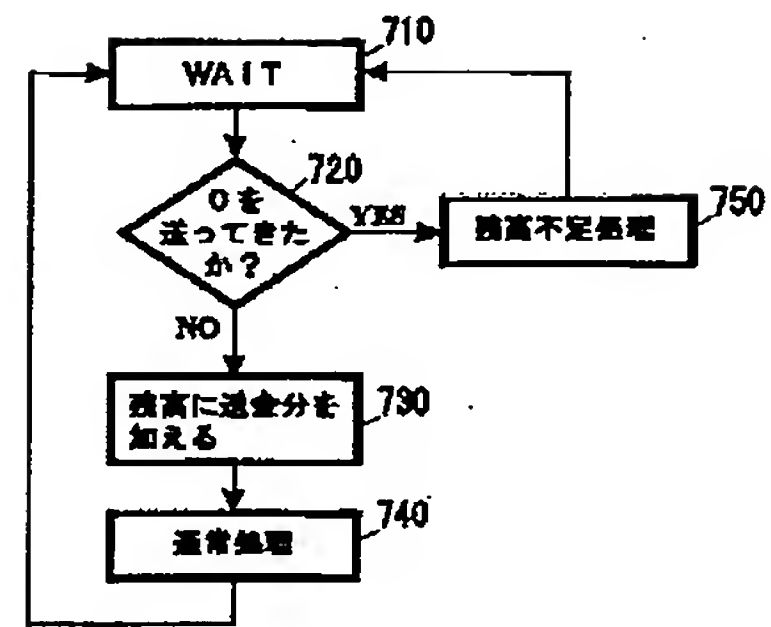 710
WAIT
720
0を
送ってきた
か?
YES
750
残高不定処理
NO
残高に送金分を
加える
730
740
通常処理